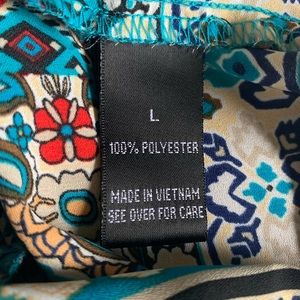 L
100% POLYESTER
MADE IN VIETNAM
SEE OVER FOR CARE